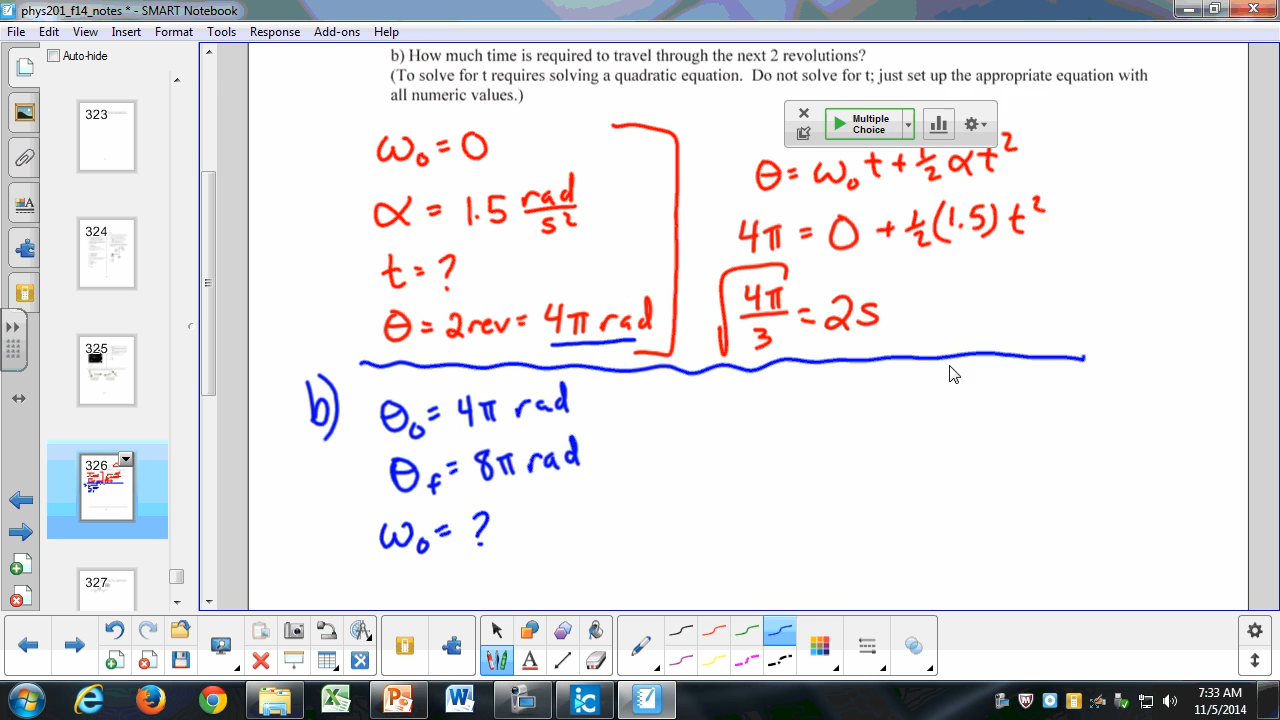 phys201_f14_notes * - SMART Notebook
File Edit View Insert Format Tools Response Add-ons Help
Auto-hide
323
324
325
326
327
b) How much time is required to travel through the next 2 revolutions?
(To solve for t requires solving a quadratic equation. Do not solve for t; just set up the appropriate equation with
all numeric values.)
Multiple
Choice
ω₀ = 0
α = 1.5 rad/s²
t = ?
θ = 2rev = 4π rad
θ = ω₀t + ½αt²
4π = 0 + ½(1.5)t²
√(4π/3) = 2s
b)
θ₀ = 4π rad
θf = 8π rad
ω₀ = ?
A
7:33 AM
11/5/2014